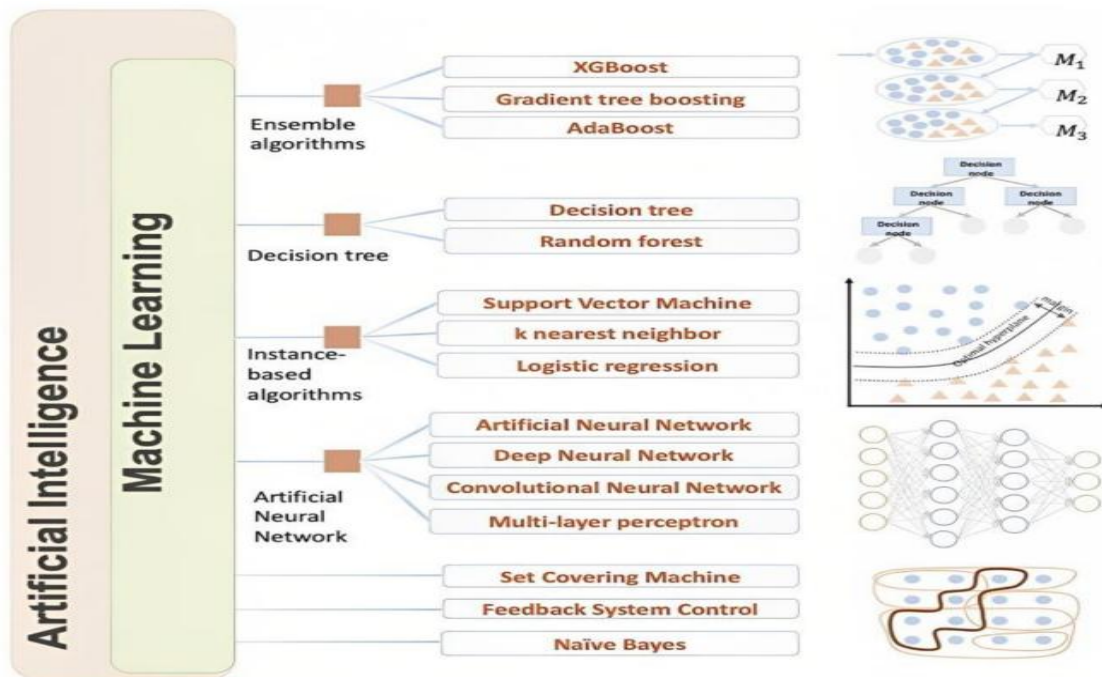 Artificial Intelligence
Machine Learning
Ensemble
algorithms
XGBoost
Gradient tree boosting
AdaBoost
M₁
M₂
M₃
Decision tree
Decision tree
Random forest
Decision
node
Decision
node
Decision
node
Decision
node
Instance-
based
algorithms
Support Vector Machine
k nearest neighbor
Logistic regression
margin
Optimal hyperplane
Artificial
Neural
Network
Artificial Neural Network
Deep Neural Network
Convolutional Neural Network
Multi-layer perceptron
Set Covering Machine
Feedback System Control
Naïve Bayes